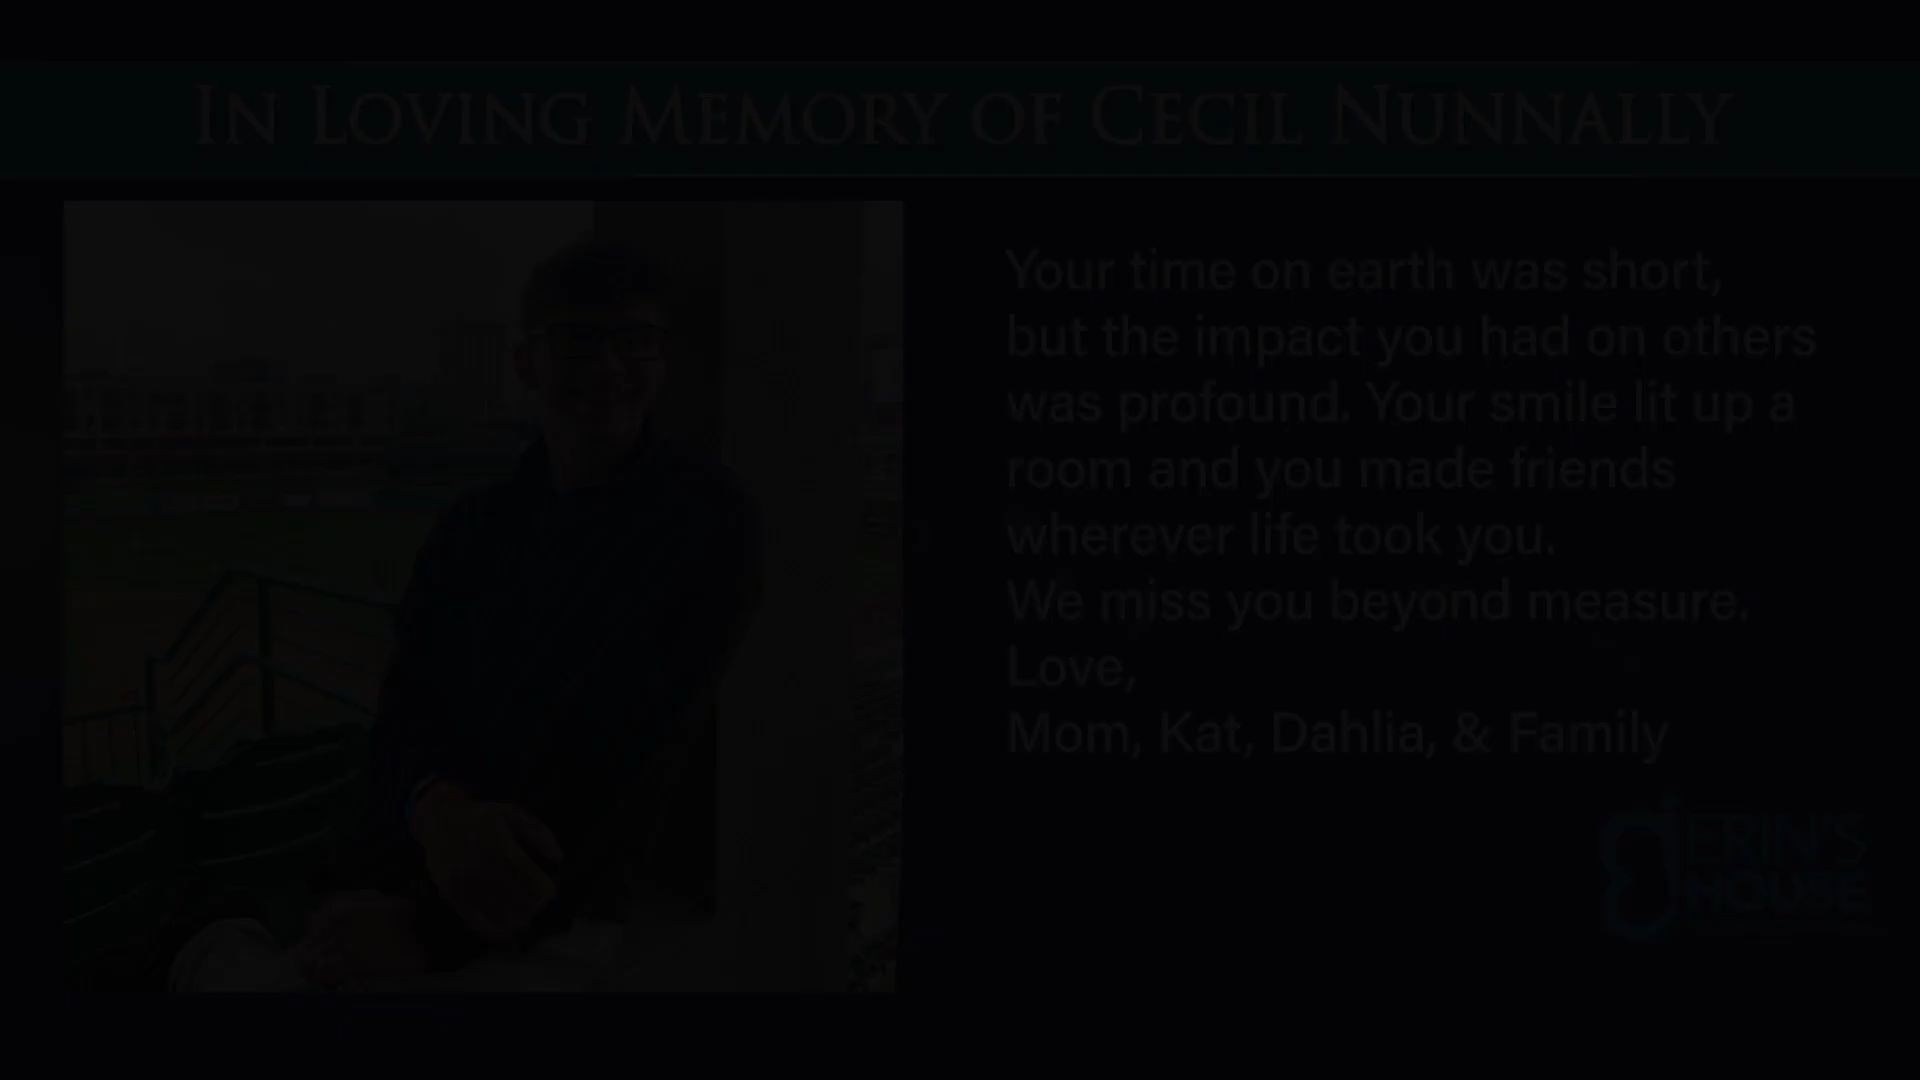 In Loving Memory of Cecil Nunnally
Your time on earth was short,
but the impact you had on others
was profound. Your smile lit up a
room and you made friends
wherever life took you.
We miss you beyond measure.
Love,
Mom, Kat, Dahlia, & Family
ERIN'S
HOUSE